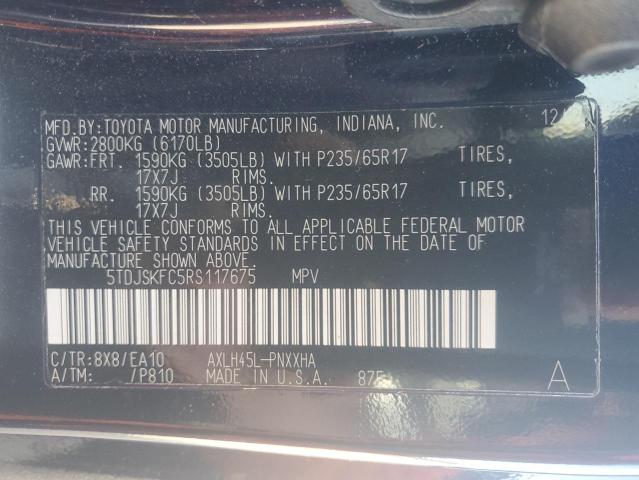 MFD.BY:TOYOTA MOTOR MANUFACTURING, INDIANA, INC. 12
GVWR:2800KG (6170LB)
GAWR:FRT. 1590KG (3505LB) WITH P235/65R17 TIRES,
17X7J RIMS.
RR. 1590KG (3505LB) WITH P235/65R17 TIRES,
17X7J RIMS.
THIS VEHICLE CONFORMS TO ALL APPLICABLE FEDERAL MOTOR
VEHICLE SAFETY STANDARDS IN EFFECT ON THE DATE OF
MANUFACTURE SHOWN ABOVE.
5TDJSKFC5RS117675 MPV
C/TR:8X8/EA10 AXLH45L-PNXXHA
A/TM: /P810 MADE IN U.S.A. A